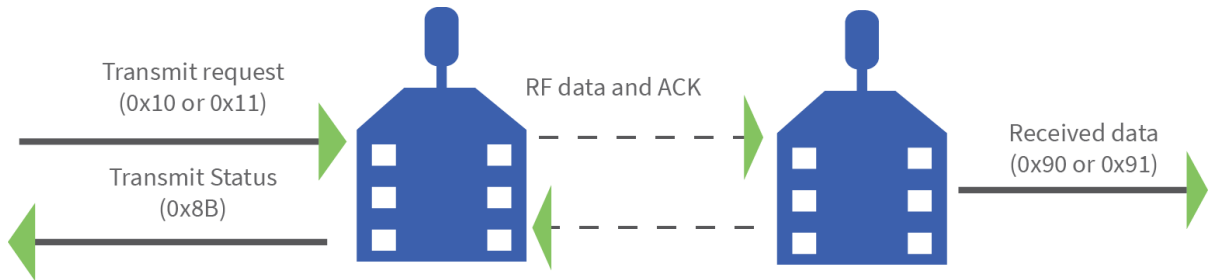 Transmit request
(0x10 or 0x11)
Transmit Status
(0x8B)
RF data and ACK
Received data
(0x90 or 0x91)